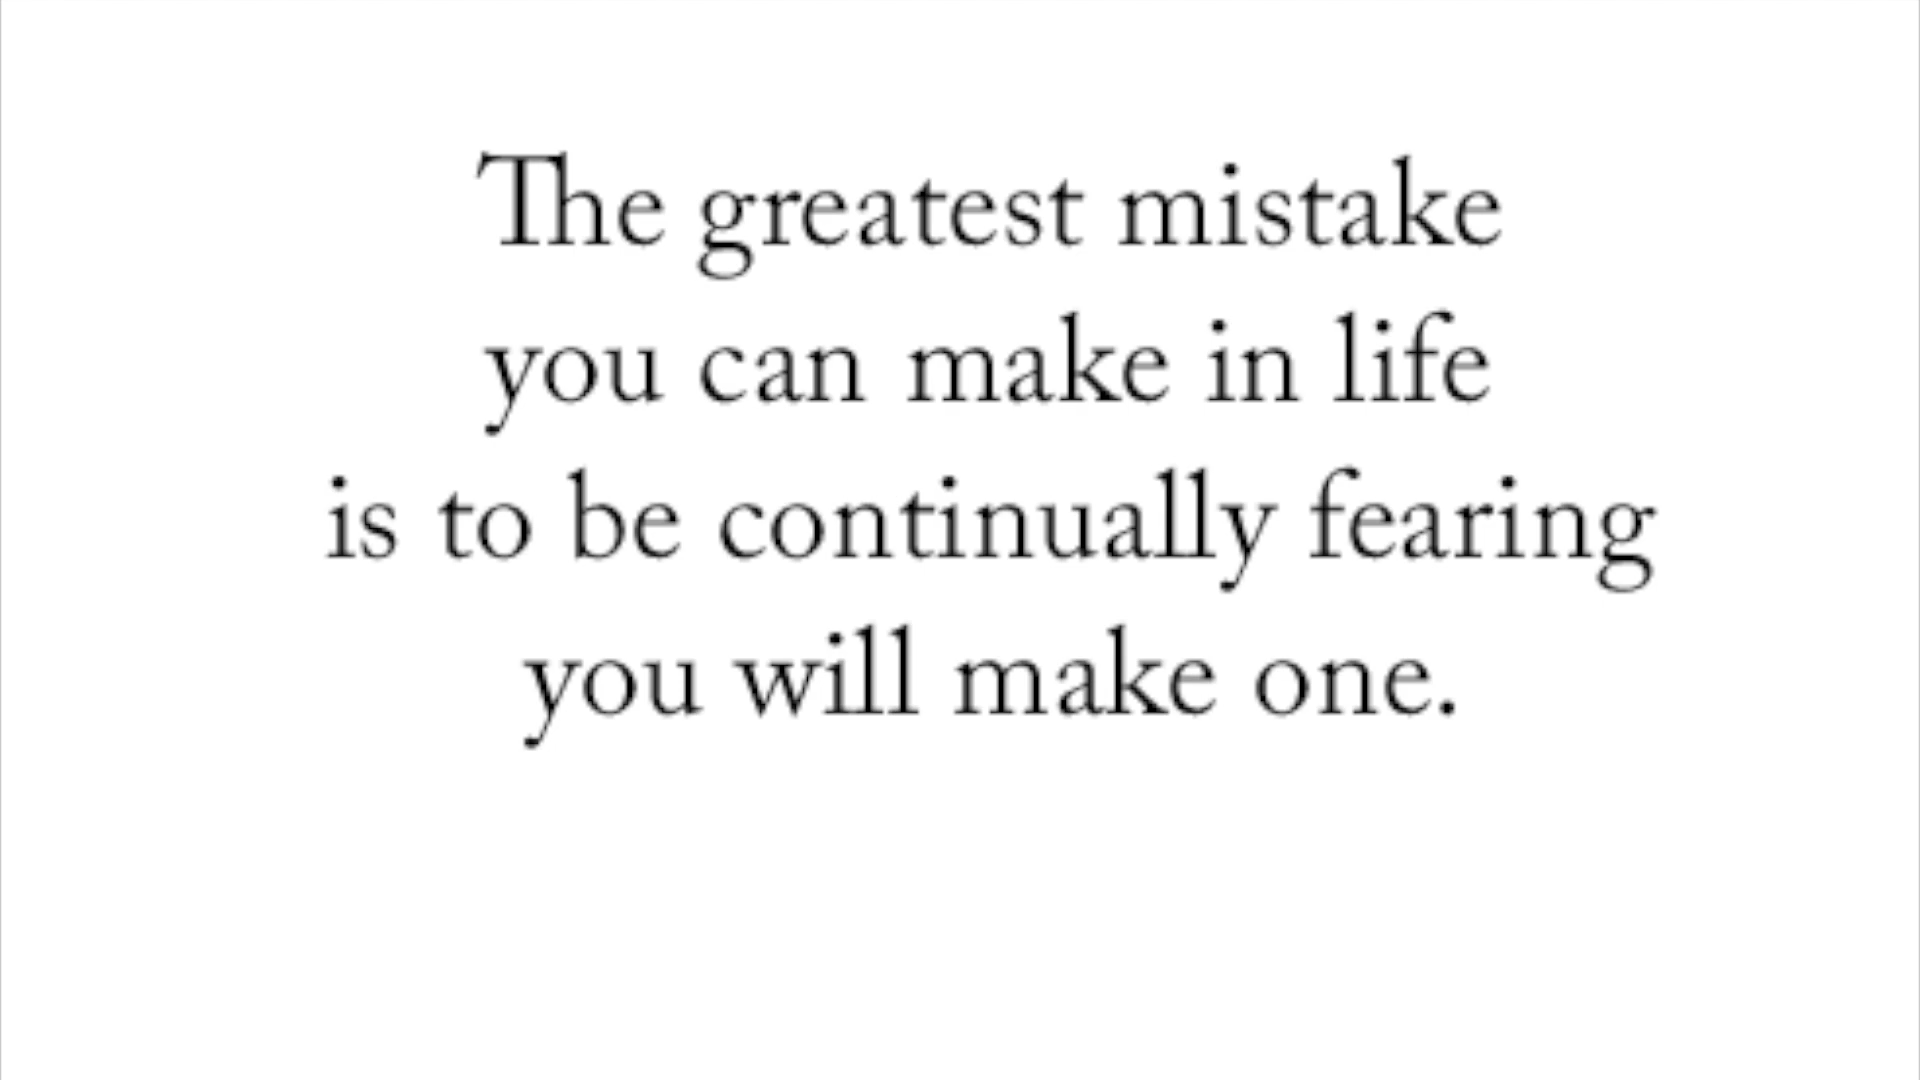 The greatest mistake
you can make in life
is to be continually fearing
you will make one.